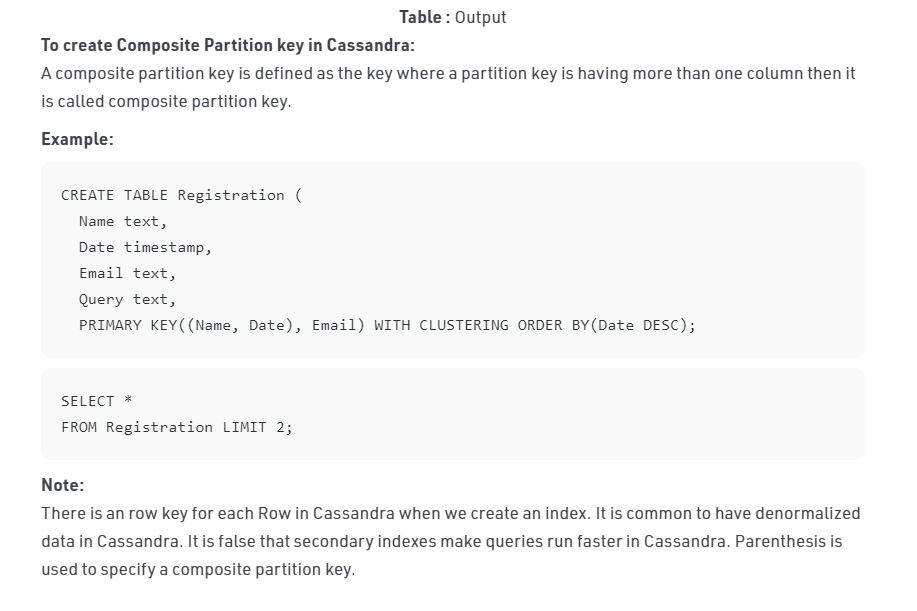 Table : Output
To create Composite Partition key in Cassandra:
A composite partition key is defined as the key where a partition key is having more than one column then it
is called composite partition key.
Example:
CREATE TABLE Registration (
  Name text,
  Date timestamp,
  Email text,
  Query text,
  PRIMARY KEY((Name, Date), Email) WITH CLUSTERING ORDER BY(Date DESC);
SELECT *
FROM Registration LIMIT 2;
Note:
There is an row key for each Row in Cassandra when we create an index. It is common to have denormalized
data in Cassandra. It is false that secondary indexes make queries run faster in Cassandra. Parenthesis is
used to specify a composite partition key.